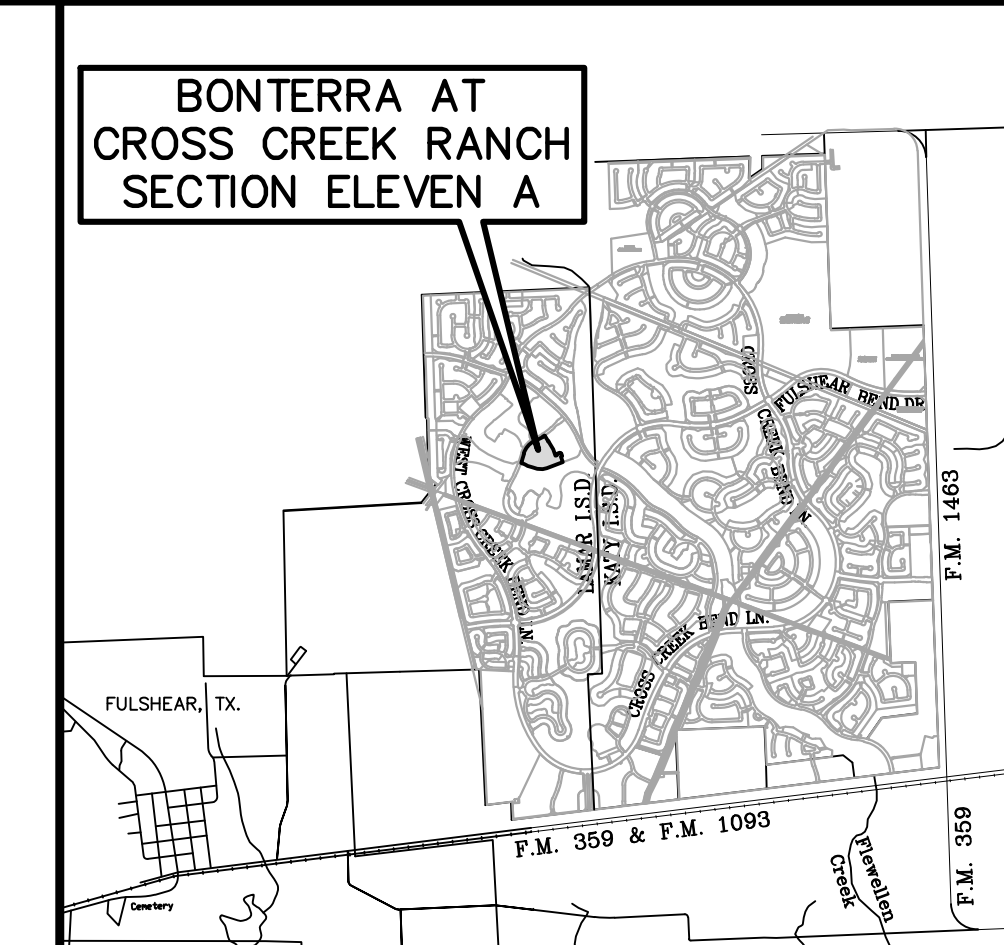 BONTERRA AT
CROSS CREEK RANCH
SECTION ELEVEN A
CROSS
CREEK BEND LN
FULSHEAR BEND DR
WEST CROSS CREEK BEND LN.
LAMAR I.S.D.
KATY I.S.D.
F.M. 1463
CROSS CREEK BEND LN.
FULSHEAR, TX.
F.M. 359 & F.M. 1093
F.M. 359
Flewellen
Creek
Cemetery